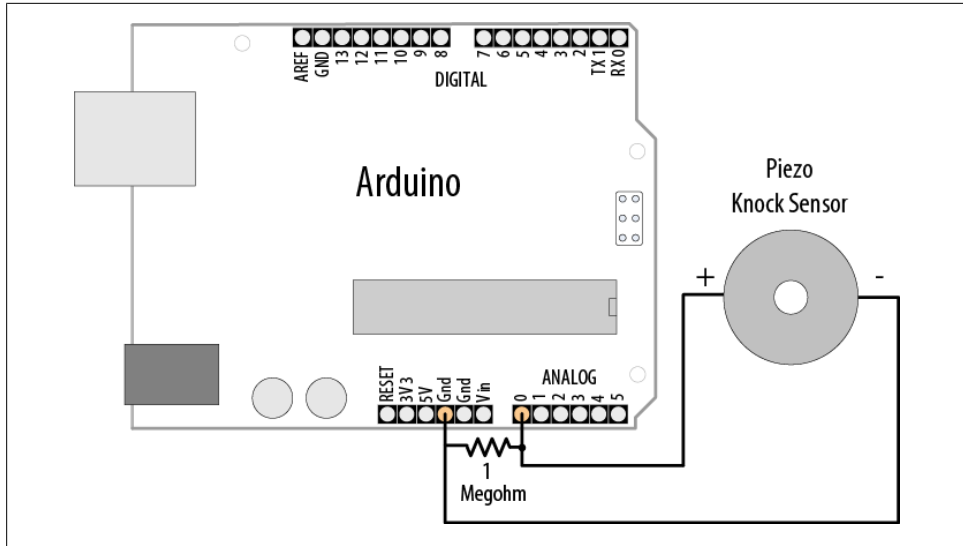 AREF
GND
13
12
11
10
9
8
7
6
5
4
3
2
TX 1
RX 0
DIGITAL
Arduino
Piezo
Knock Sensor
+
-
RESET
3V3
5V
Gnd
Gnd
Vin
ANALOG
0
1
2
3
4
5
1
Megohm